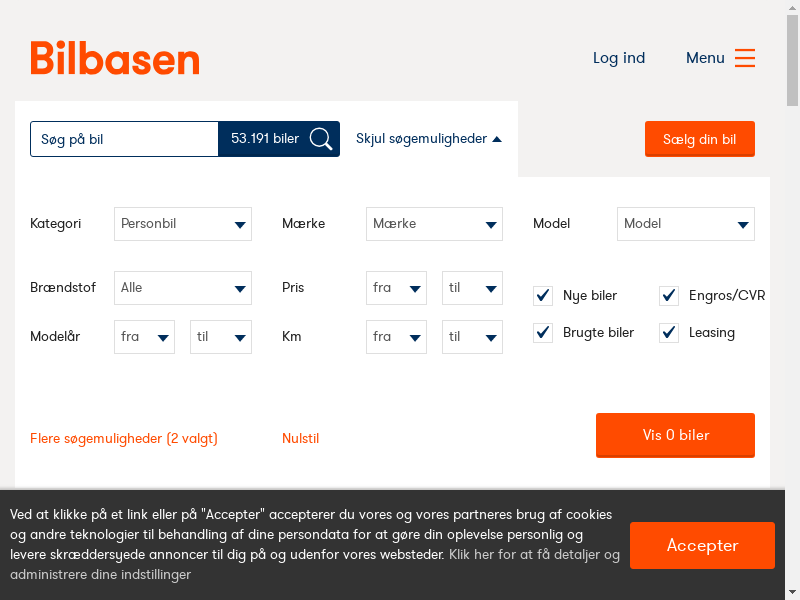 Bilbasen
Log ind
Menu
Søg på bil
53.191 biler
Skjul søgemuligheder
Sælg din bil
Kategori
Personbil
Mærke
Mærke
Model
Model
Brændstof
Alle
Pris
fra
til
Nye biler
Engros/CVR
Modelår
fra
til
Km
fra
til
Brugte biler
Leasing
Flere søgemuligheder (2 valgt)
Nulstil
Vis 0 biler
Ved at klikke på et link eller på "Accepter" accepterer du vores og vores partneres brug af cookies
og andre teknologier til behandling af dine persondata for at gøre din oplevelse personlig og
levere skræddersyede annoncer til dig på og udenfor vores websteder. Klik her for at få detaljer og
administrere dine indstillinger
Accepter